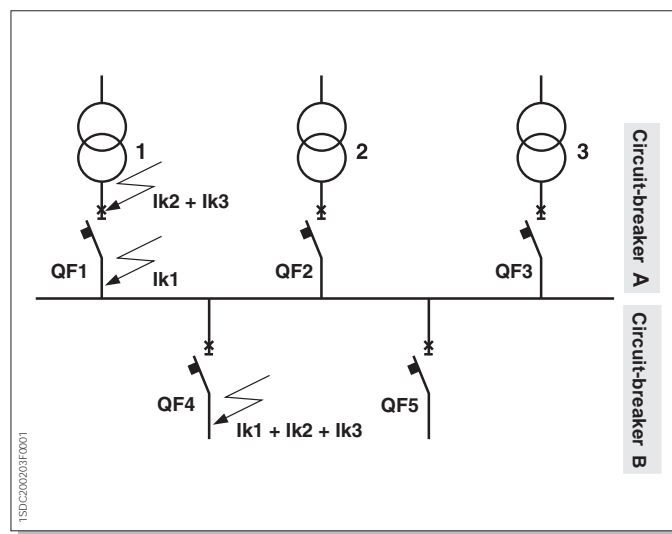 1
2
3
Ik2 + Ik3
QF1
Ik1
QF2
QF3
Circuit-breaker A
QF4
Ik1 + Ik2 + Ik3
QF5
Circuit-breaker B
1SDC200203F0001